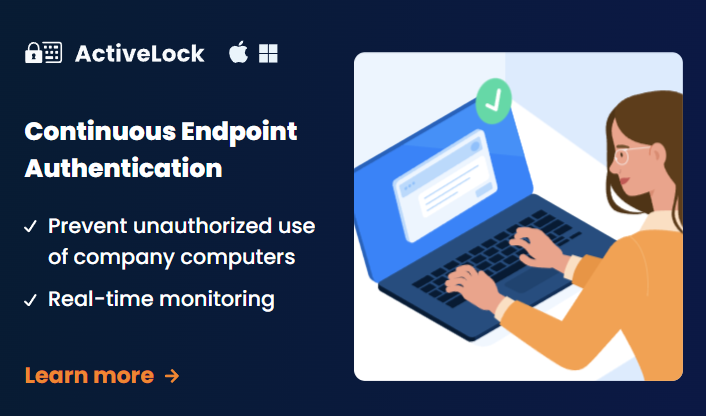 ActiveLock
Continuous Endpoint
Authentication
Prevent unauthorized use
of company computers
Real-time monitoring
Learn more →